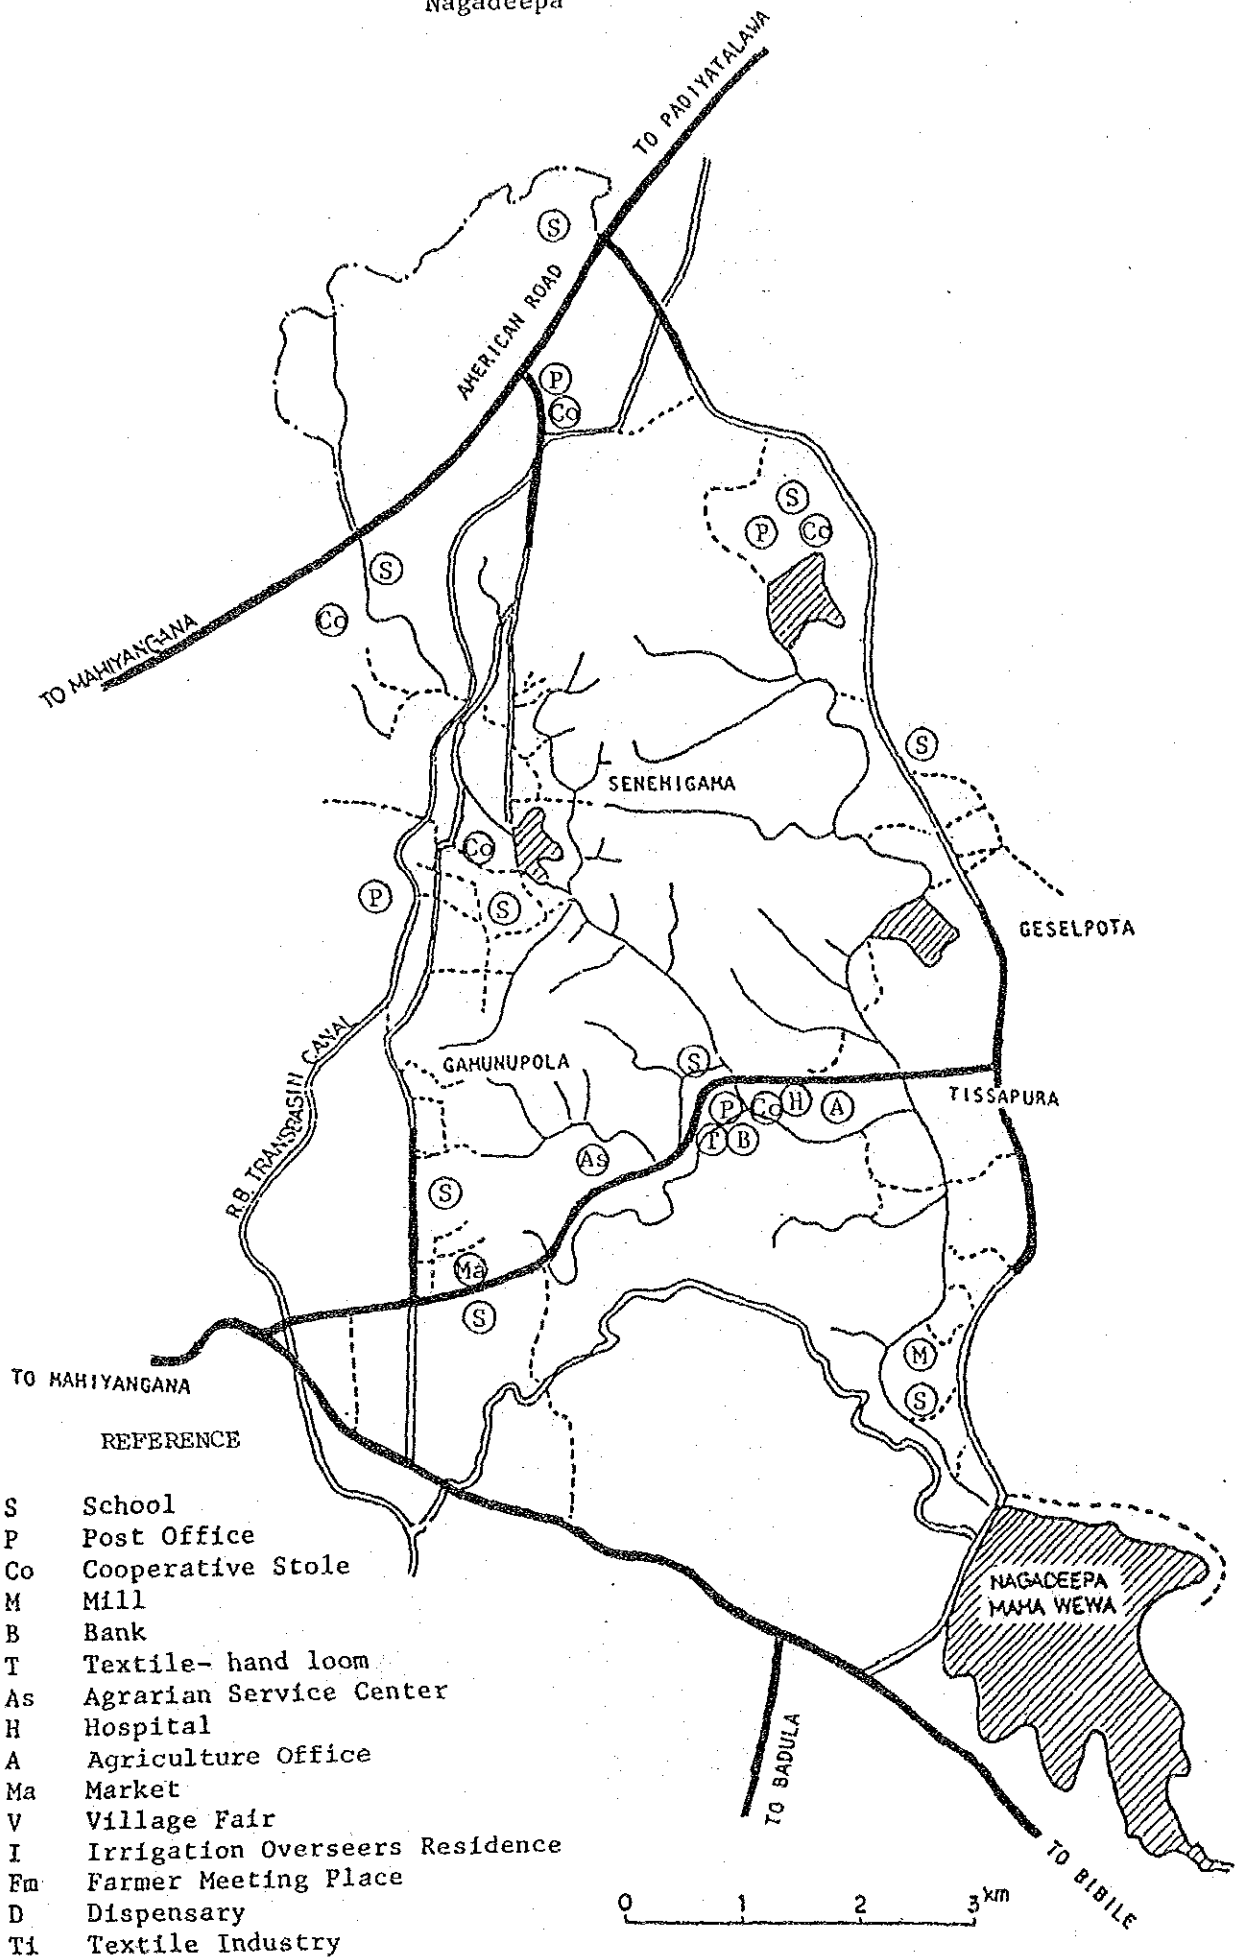 Nagadeepa
TO PADIYATALAWA
S
AMERICAN ROAD
P
Co
S
P
Co
S
Co
TO MAHIYANGANA
S
SENEMIGAMA
Co
P
S
GESELPOTA
R.B. TRANSBASIN CANAL
GAMUNUPOLA
S
TISSAPURA
P
Co
H
A
T
B
As
S
Ma
S
M
S
TO MAHIYANGANA
NAGADEEPA
MAHA WEWA
TO BADULA
TO BIBILE
REFERENCE
S School
P Post Office
Co Cooperative Stole
M Mill
B Bank
T Textile- hand loom
As Agrarian Service Center
H Hospital
A Agriculture Office
Ma Market
V Village Fair
I Irrigation Overseers Residence
Fm Farmer Meeting Place
D Dispensary
Ti Textile Industry
0 1 2 3 km